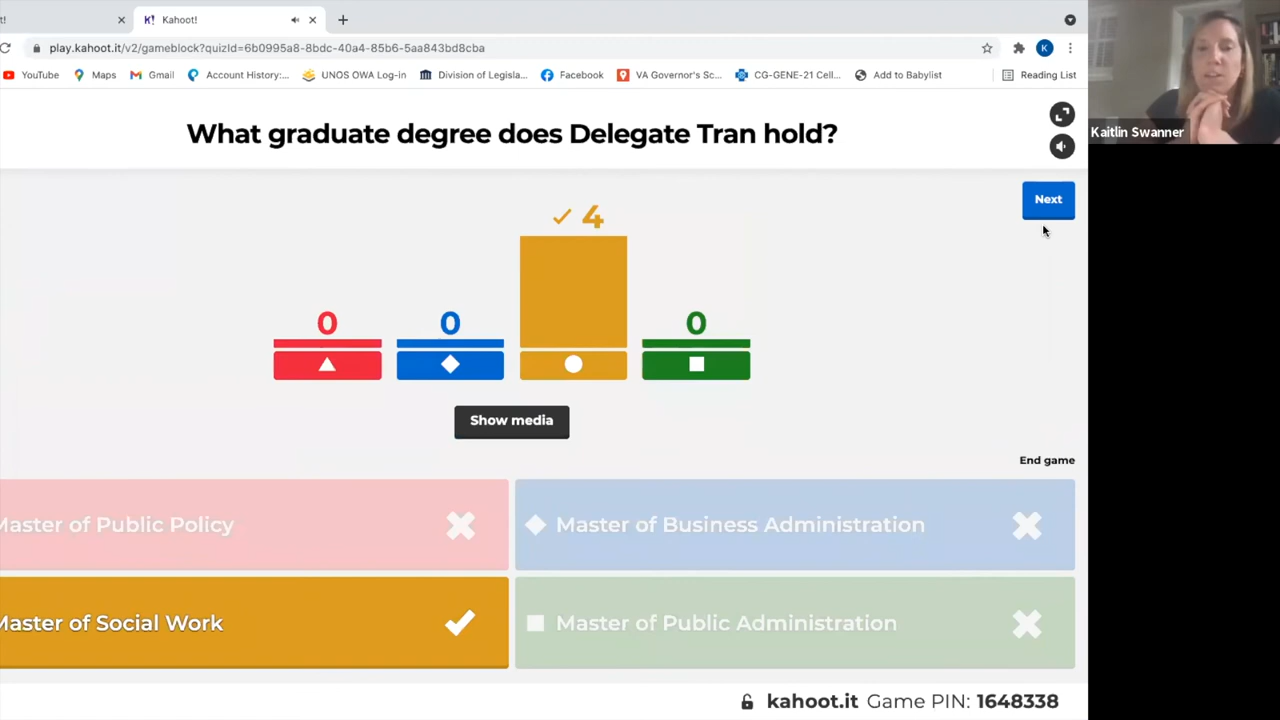 t!
Kahoot!
play.kahoot.it/v2/gameblock?quizId=6b0995a8-8bdc-40a4-85b6-5aa843bd8cba
K
YouTube
Maps
Gmail
Account History:...
UNOS OWA Log-in
Division of Legisla...
Facebook
VA Governor's Sc...
CG-GENE-21 Cell...
Add to Babylist
Reading List
Kaitlin Swanner
What graduate degree does Delegate Tran hold?
Next
0
0
4
0
Show media
End game
Master of Public Policy
Master of Business Administration
Master of Social Work
Master of Public Administration
kahoot.it Game PIN: 1648338